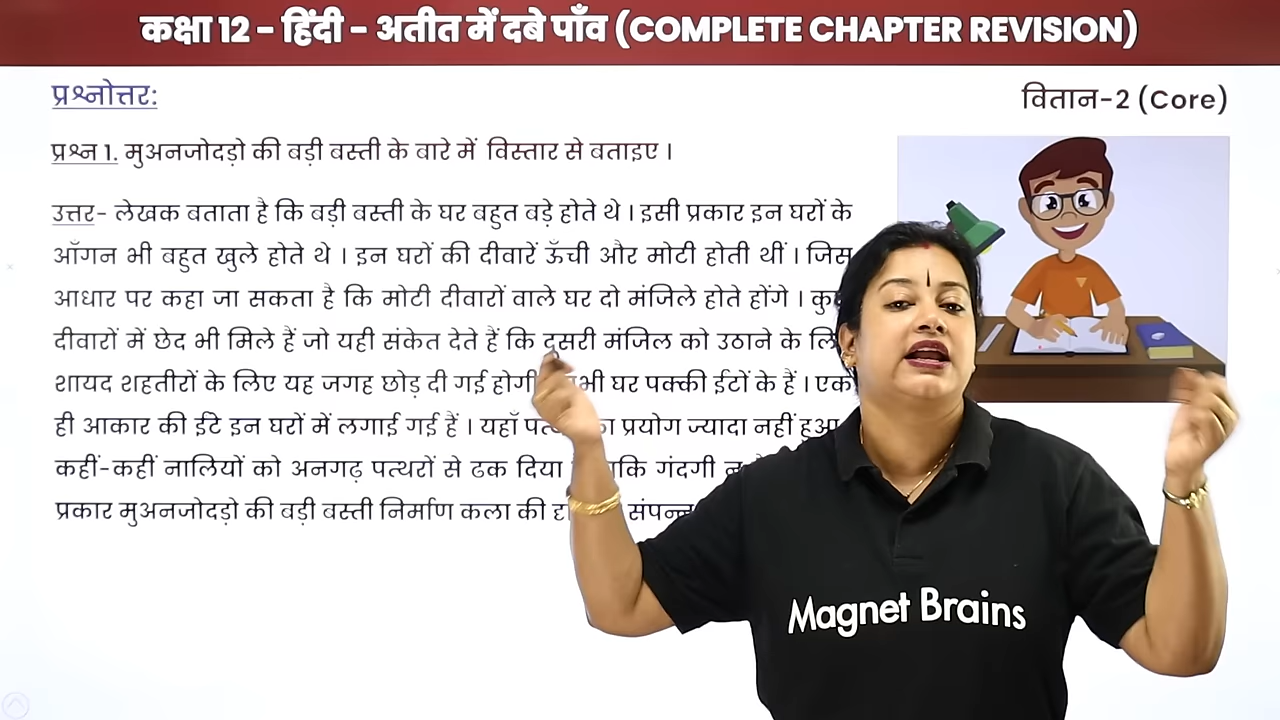 कक्षा 12 - हिंदी - अतीत में दबे पाँव (COMPLETE CHAPTER REVISION)
प्रश्नोत्तर:
वितान-2 (Core)
प्रश्न 1. मुअनजोदड़ो की बड़ी बस्ती के बारे में विस्तार से बताइए ।
उत्तर- लेखक बताता है कि बड़ी बस्ती के घर बहुत बड़े होते थे । इसी प्रकार इन घरों के
आँगन भी बहुत खुले होते थे । इन घरों की दीवारें ऊँची और मोटी होती थीं । जिस
आधार पर कहा जा सकता है कि मोटी दीवारों वाले घर दो मंजिले होते होंगे ।
दीवारों में छेद भी मिले हैं जो यही संकेत देते हैं कि दूसरी मंजिल को उठाने के
शायद शहतीरों के लिए यह जगह छोड़ दी गई होगी घर पक्की ईटों के हैं । एक
ही आकार की ईटे इन घरों में लगाई गई हैं । यहाँ प्रयोग ज्यादा नहीं हुआ
कहीं-कहीं नालियों को अनगढ़ पत्थरों से ढक दिया गंदगी
प्रकार मुअनजोदड़ो की बड़ी बस्ती निर्माण कला की संपन्न
Magnet Brains